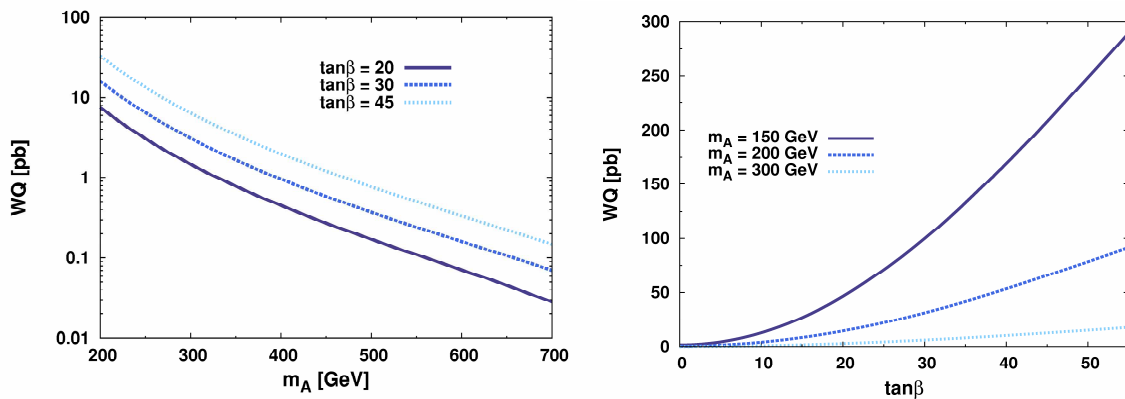 100
10
1
0.1
0.01
WQ [pb]
tanβ = 20
tanβ = 30
tanβ = 45
200 300 400 500 600 700
m_A [GeV]
300
250
200
150
100
50
0
WQ [pb]
m_A = 150 GeV
m_A = 200 GeV
m_A = 300 GeV
0 10 20 30 40 50
tanβ